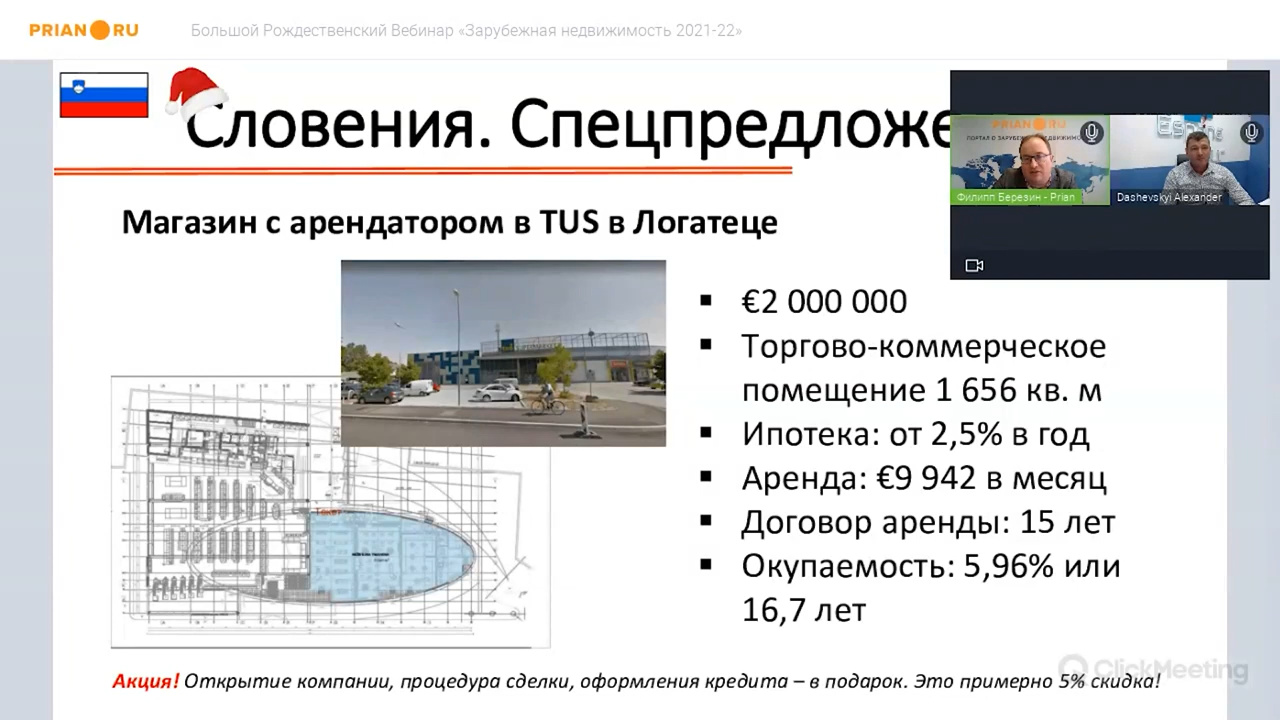 PRIAN RU
Большой Рождественский Вебинар «Зарубежная недвижимость 2021-22»
Словения. Спецпредложе
PRIAN RU
ПОРТАЛ О ЗАРУБЕ НЕДВИЖИМО
Филипп Березин - Prian
Dashevskyi Alexander
Магазин с арендатором в TUS в Логатеце
▪ €2 000 000
▪ Торгово-коммерческое
помещение 1 656 кв. м
▪ Ипотека: от 2,5% в год
▪ Аренда: €9 942 в месяц
▪ Договор аренды: 15 лет
▪ Окупаемость: 5,96% или
16,7 лет
Акция! Открытие компании, процедура сделки, оформления кредита – в подарок. Это примерно 5% скидка!
ClickMeeting